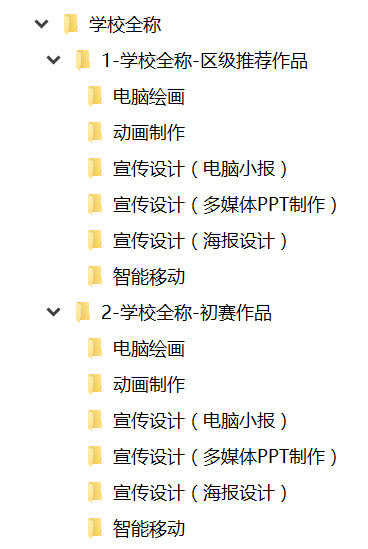 学校全称
1-学校全称-区级推荐作品
电脑绘画
动画制作
宣传设计（电脑小报）
宣传设计（多媒体PPT制作）
宣传设计（海报设计）
智能移动
2-学校全称-初赛作品
电脑绘画
动画制作
宣传设计（电脑小报）
宣传设计（多媒体PPT制作）
宣传设计（海报设计）
智能移动